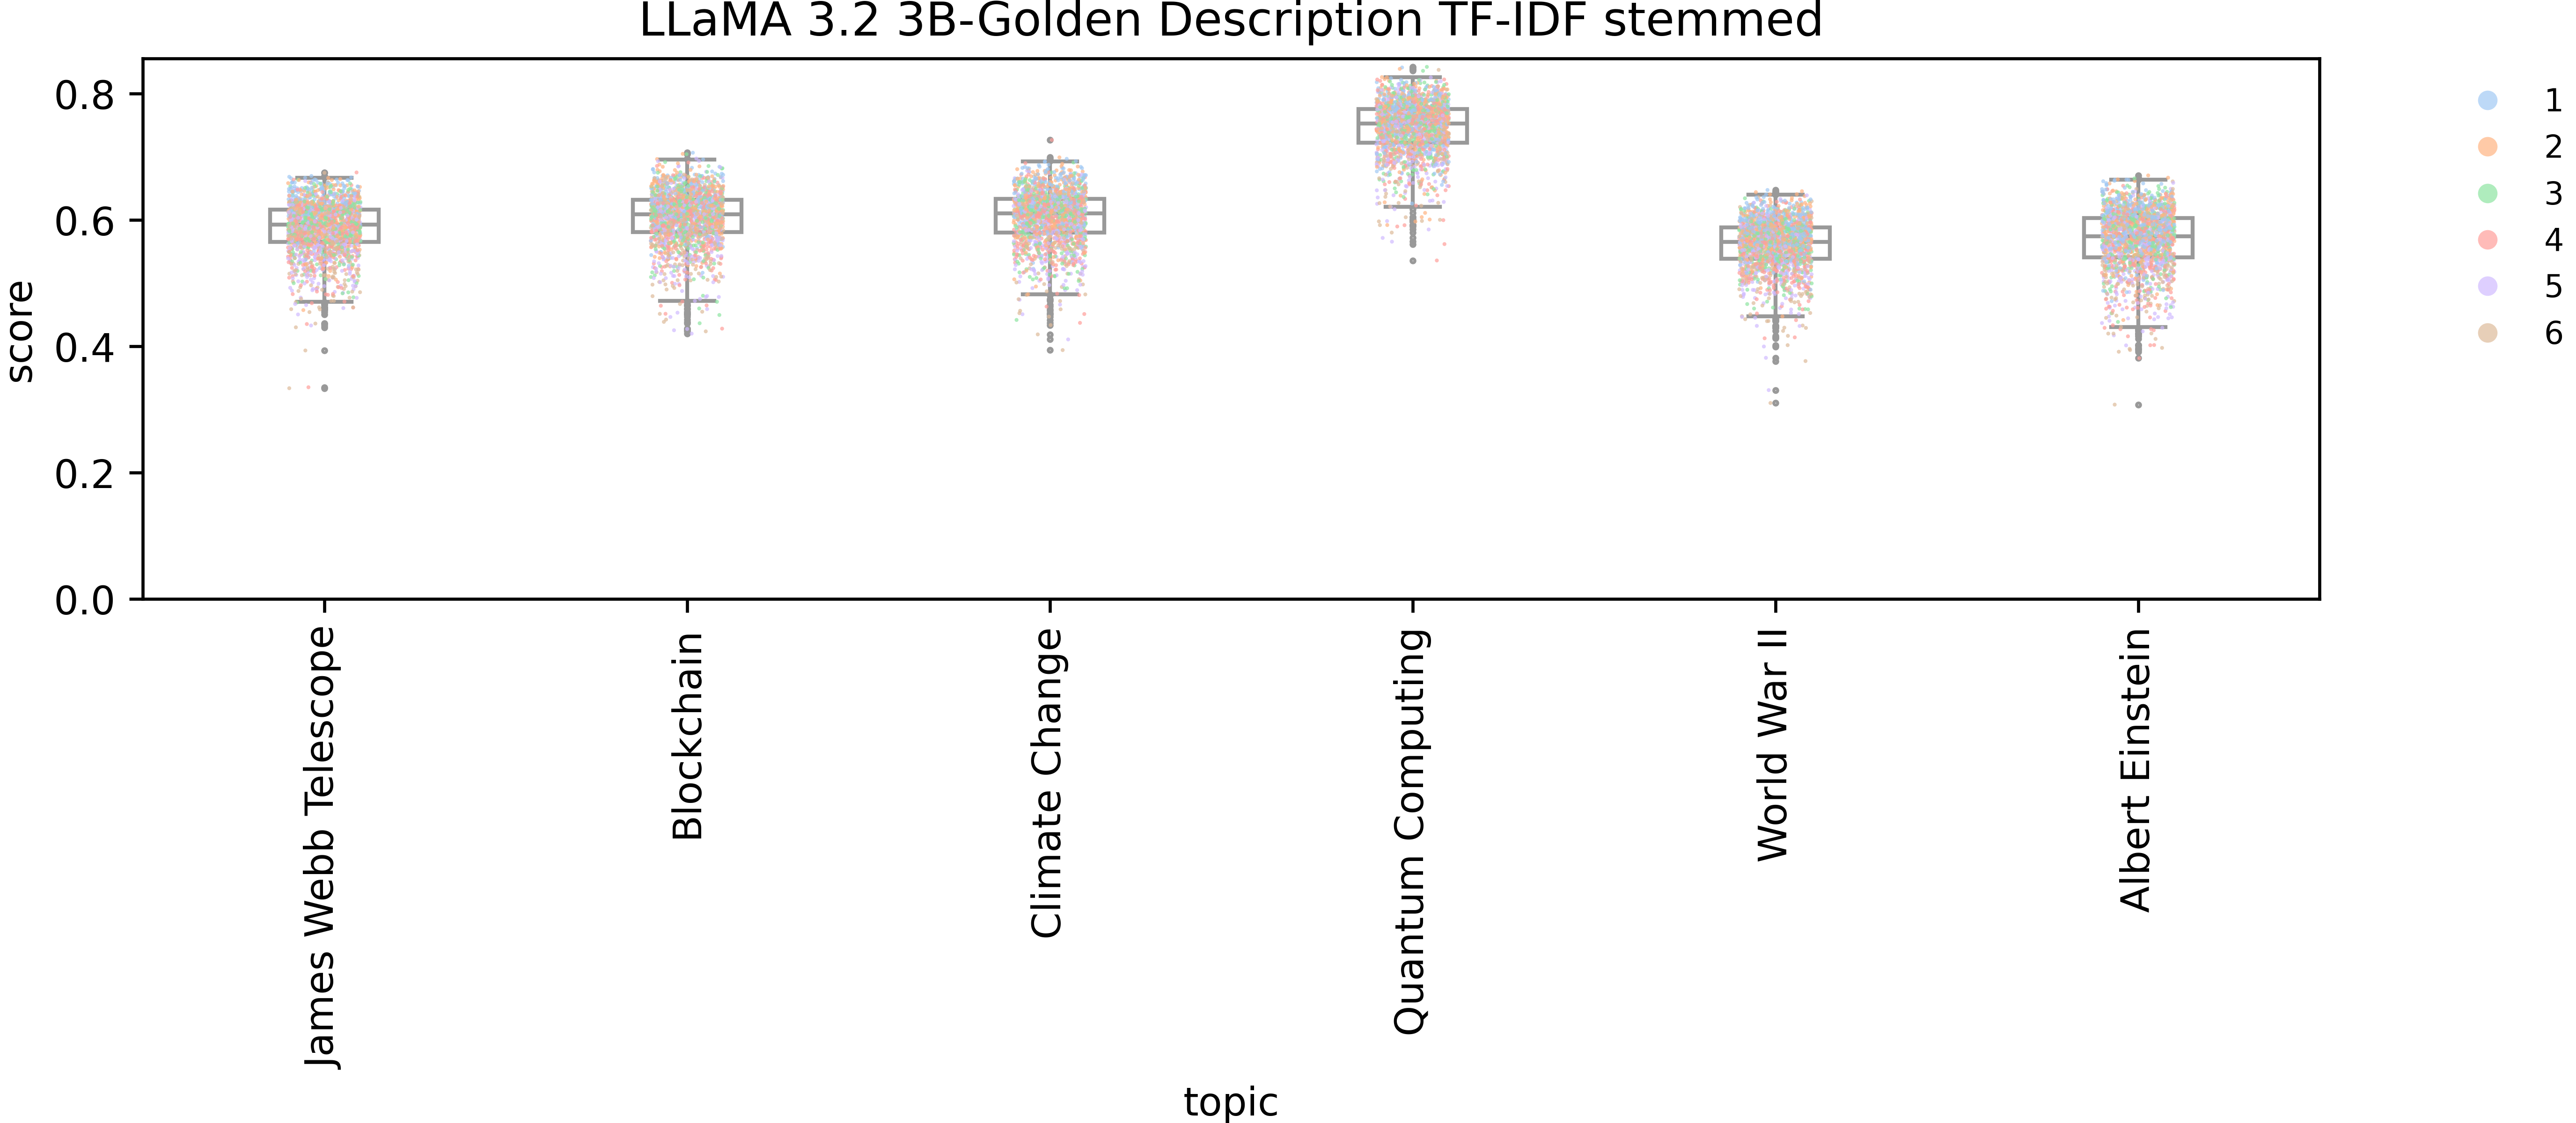 LLaMA 3.2 3B-Golden Description TF-IDF stemmed
score
0.8
0.6
0.4
0.2
0.0
1
2
3
4
5
6
James Webb Telescope
Blockchain
Climate Change
Quantum Computing
World War II
Albert Einstein
topic